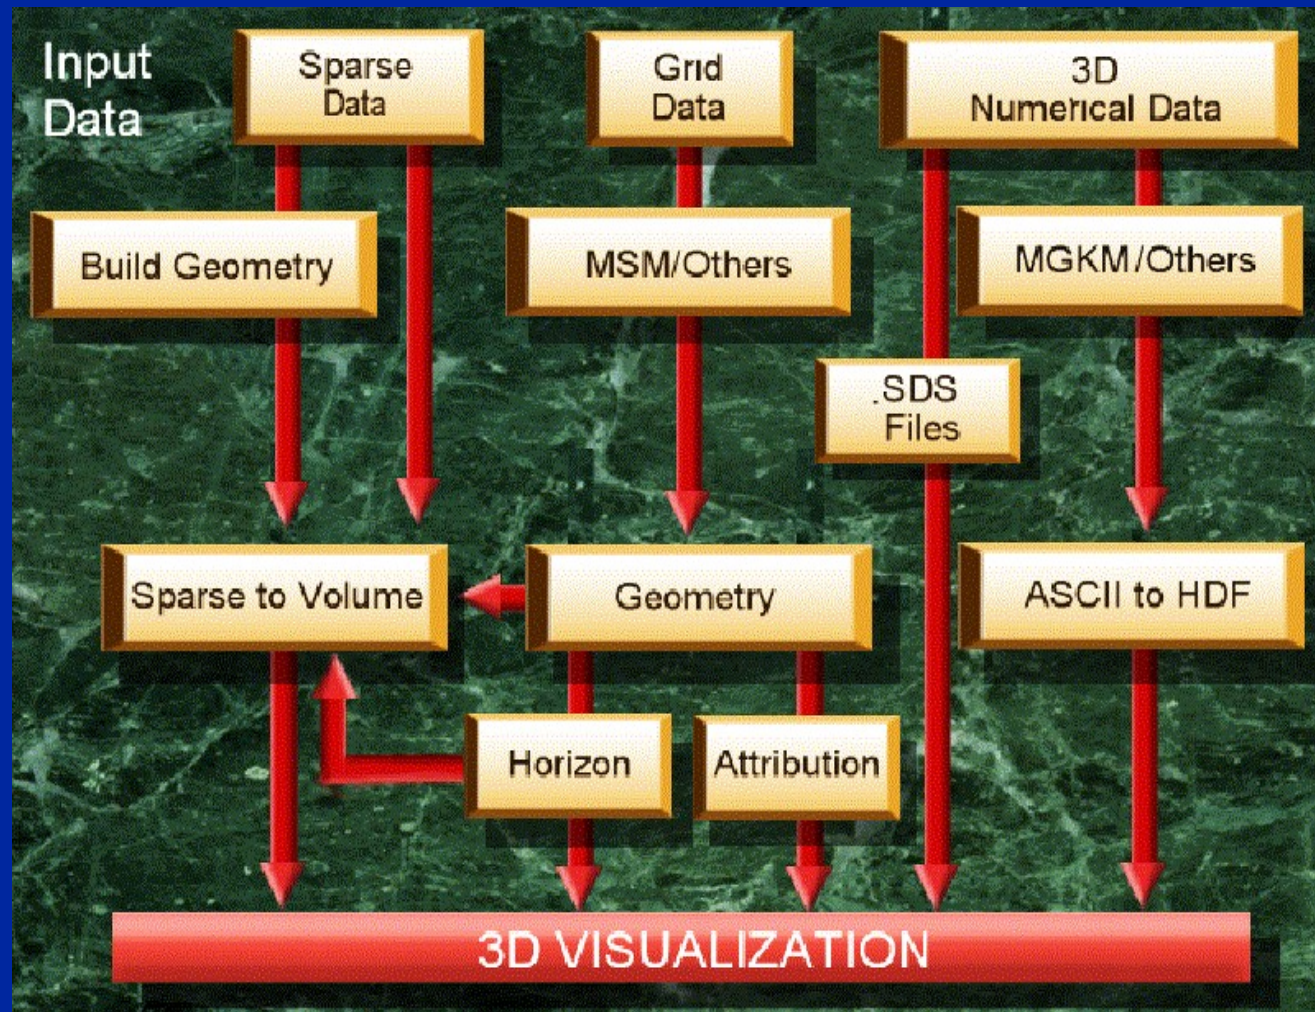 Input
Data
Sparse
Data
Grid
Data
3D
Numerical Data
Build Geometry
MSM/Others
MGKM/Others
.SDS
Files
Sparse to Volume
Geometry
ASCII to HDF
Horizon
Attribution
3D VISUALIZATION